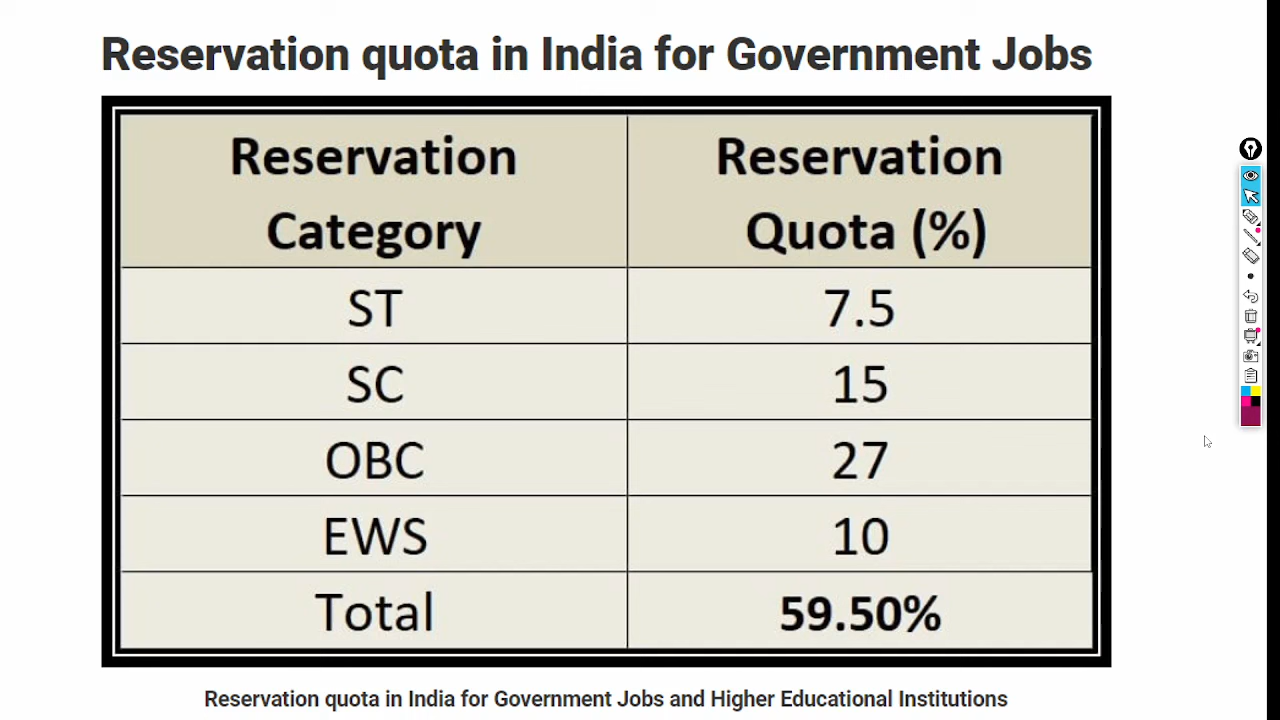 Reservation quota in India for Government Jobs
Reservation Category Reservation Quota (%)
ST 7.5
SC 15
OBC 27
EWS 10
Total 59.50%
Reservation quota in India for Government Jobs and Higher Educational Institutions